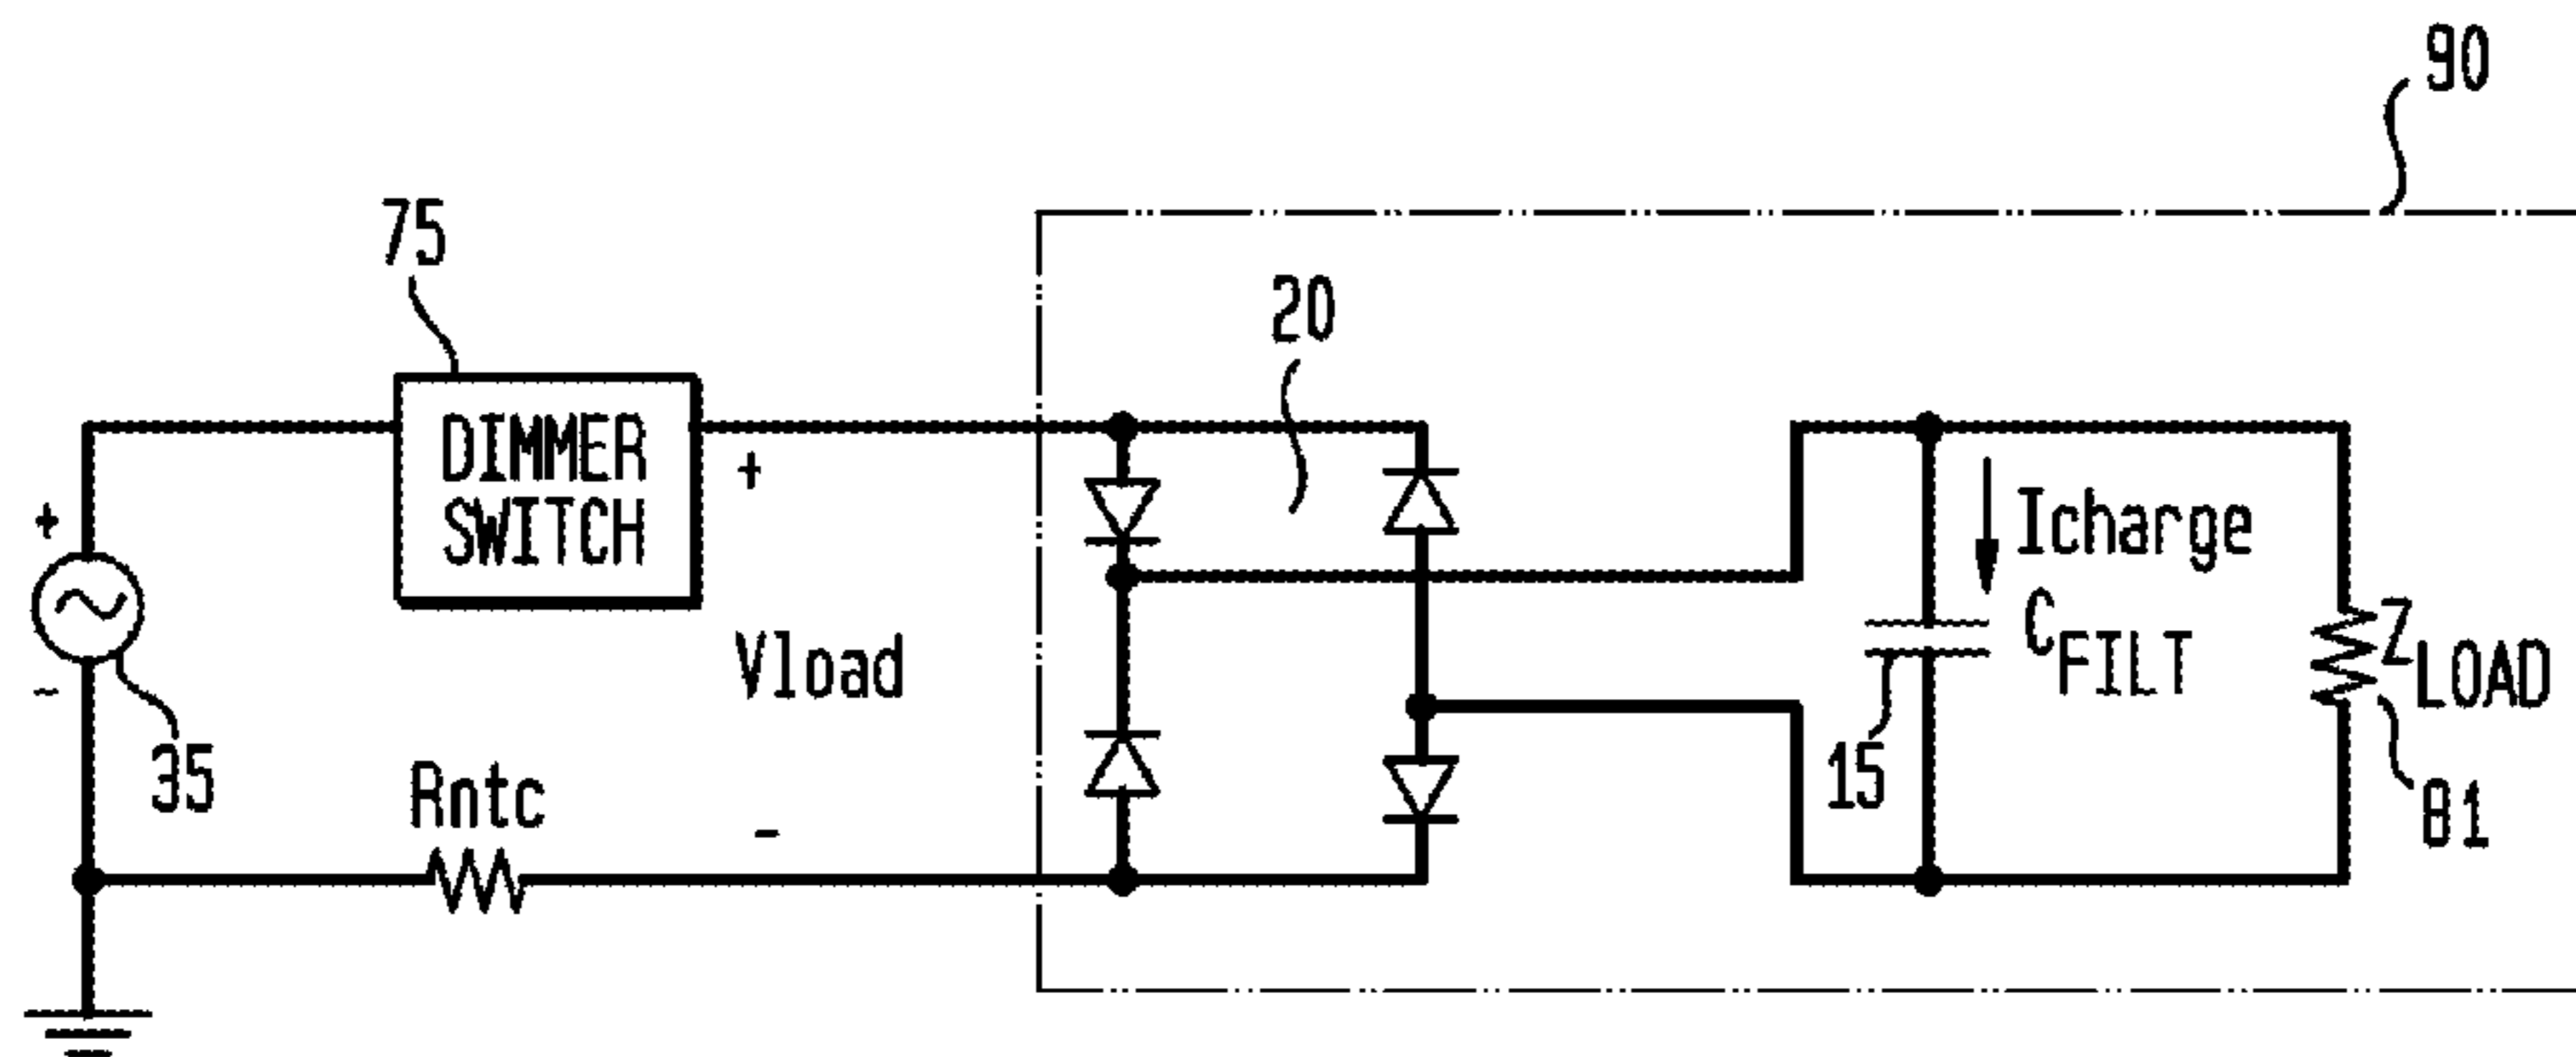 90
75
20
DIMMER
SWITCH
+
+
-
Vload
Icharge
CFILT
ZLOAD
35
Rntc
-
15
81